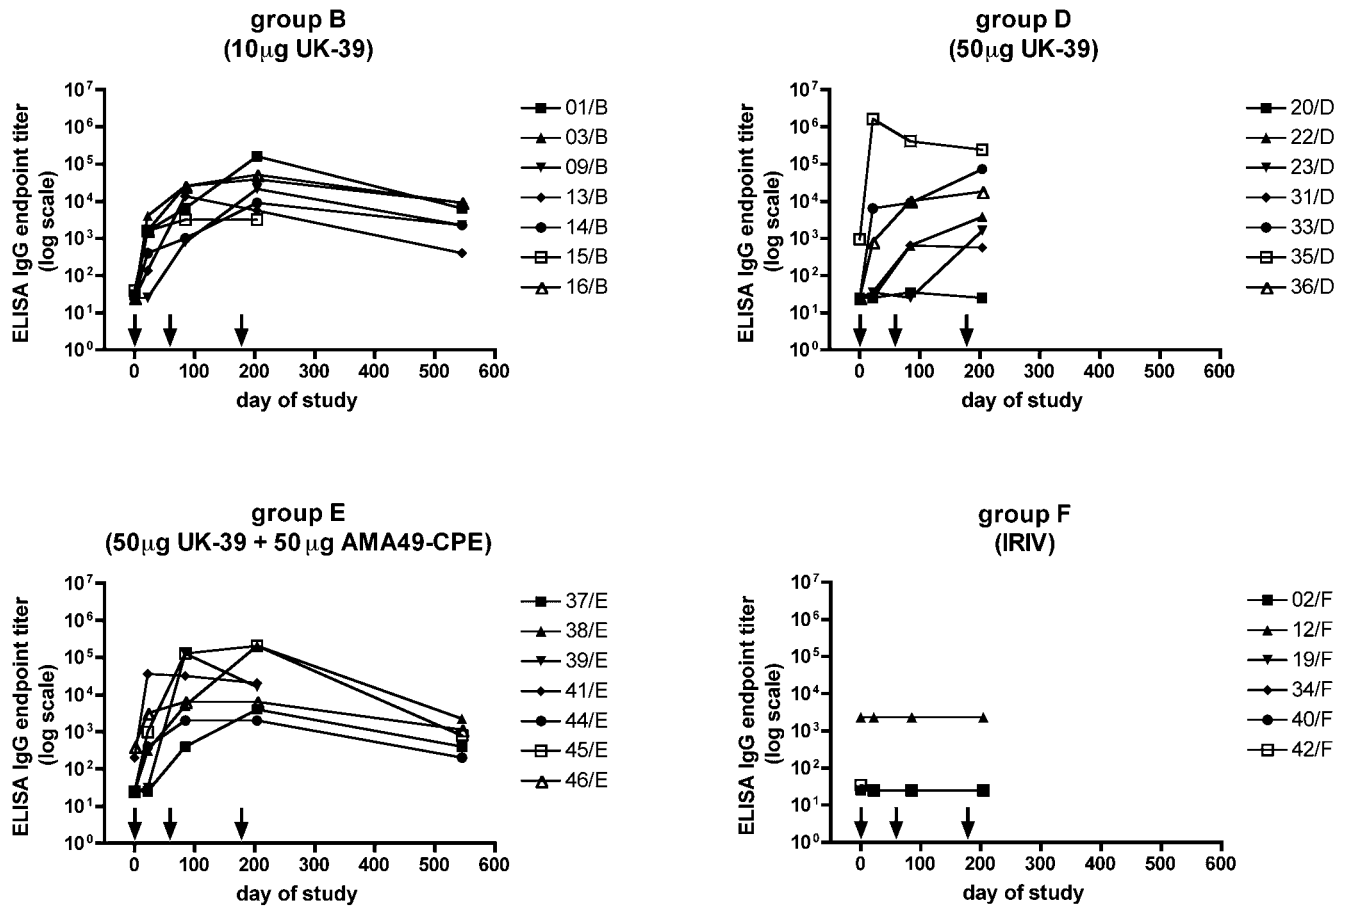 group B
(10µg UK-39)
ELISA IgG endpoint titer
(log scale)
10⁷
10⁶
10⁵
10⁴
10³
10²
10¹
10⁰
0 100 200 300 400 500 600
day of study
01/B
03/B
09/B
13/B
14/B
15/B
16/B
group D
(50µg UK-39)
ELISA IgG endpoint titer
(log scale)
10⁷
10⁶
10⁵
10⁴
10³
10²
10¹
10⁰
0 100 200 300 400 500 600
day of study
20/D
22/D
23/D
31/D
33/D
35/D
36/D
group E
(50µg UK-39 + 50 µg AMA49-CPE)
ELISA IgG endpoint titer
(log scale)
10⁷
10⁶
10⁵
10⁴
10³
10²
10¹
10⁰
0 100 200 300 400 500 600
day of study
37/E
38/E
39/E
41/E
44/E
45/E
46/E
group F
(IRIV)
ELISA IgG endpoint titer
(log scale)
10⁷
10⁶
10⁵
10⁴
10³
10²
10¹
10⁰
0 100 200 300 400 500 600
day of study
02/F
12/F
19/F
34/F
40/F
42/F